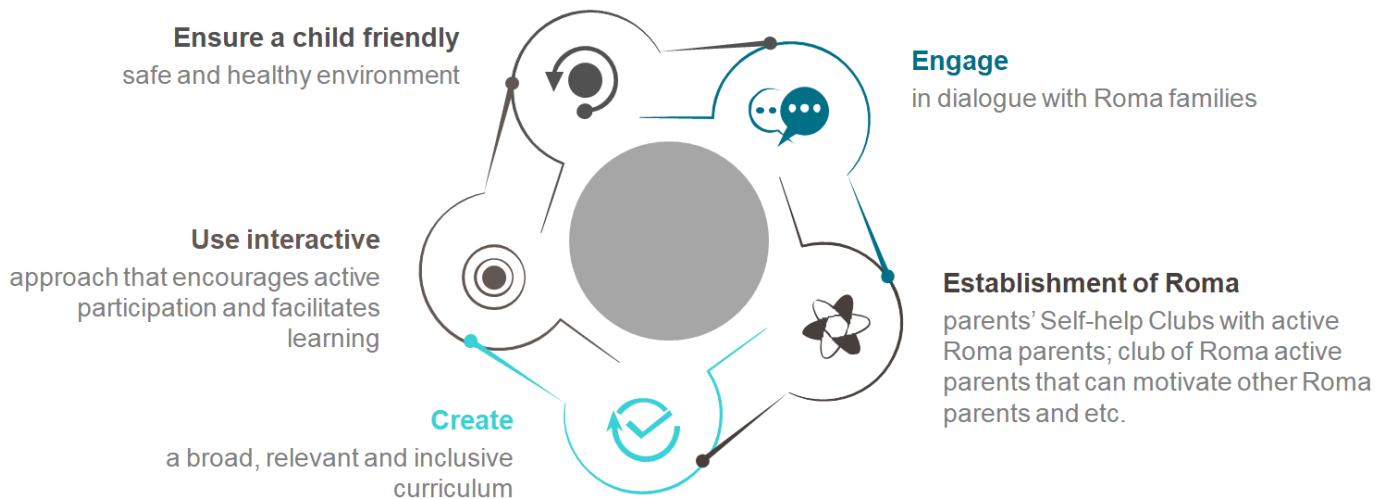 Ensure a child friendly
safe and healthy environment
Engage
in dialogue with Roma families
Use interactive
approach that encourages active
participation and facilitates
learning
Establishment of Roma
parents' Self-help Clubs with active
Roma parents; club of Roma active
parents that can motivate other Roma
parents and etc.
Create
a broad, relevant and inclusive
curriculum